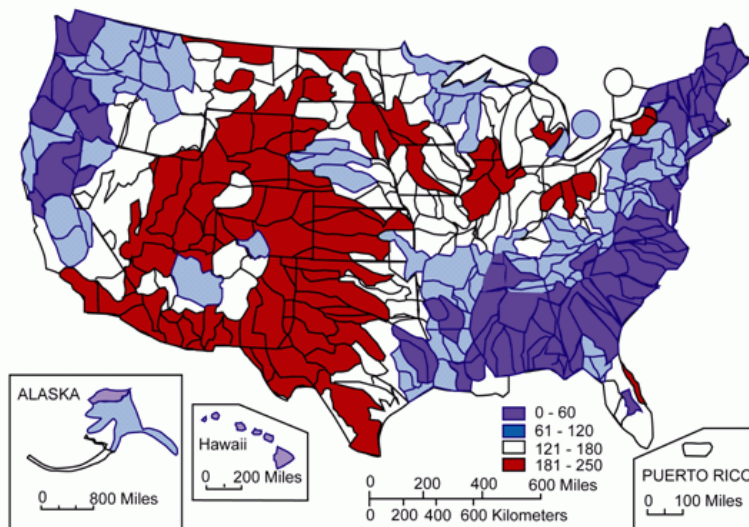 ALASKA
0 800 Miles
Hawaii
0 200 Miles
0 - 60
61 - 120
121 - 180
181 - 250
0 200 400 600 Miles
0 200 400 600 Kilometers
PUERTO RICO
0 100 Miles